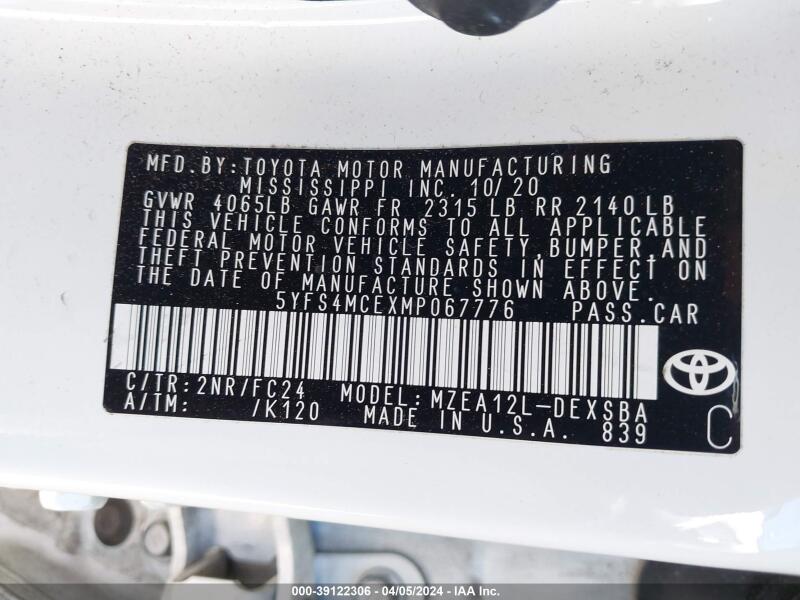 MFD. BY: TOYOTA MOTOR MANUFACTURING
MISSISSIPPI INC. 10/20
GVWR 4065LB GAWR FR 2315 LB RR 2140 LB
THIS VEHICLE CONFORMS TO ALL APPLICABLE
FEDERAL MOTOR VEHICLE SAFETY, BUMPER, AND
THEFT PREVENTION STANDARDS IN EFFECT ON
THE DATE OF MANUFACTURE SHOWN ABOVE.
5YFS4MCEXMP067776 PASS. CAR
C/TR: 2NR/FC24 MODEL: MZEA12L-DEXSBA
A/TM: /K120 MADE IN U.S.A. 839
C
000-39122306 - 04/05/2024 - IAA Inc.